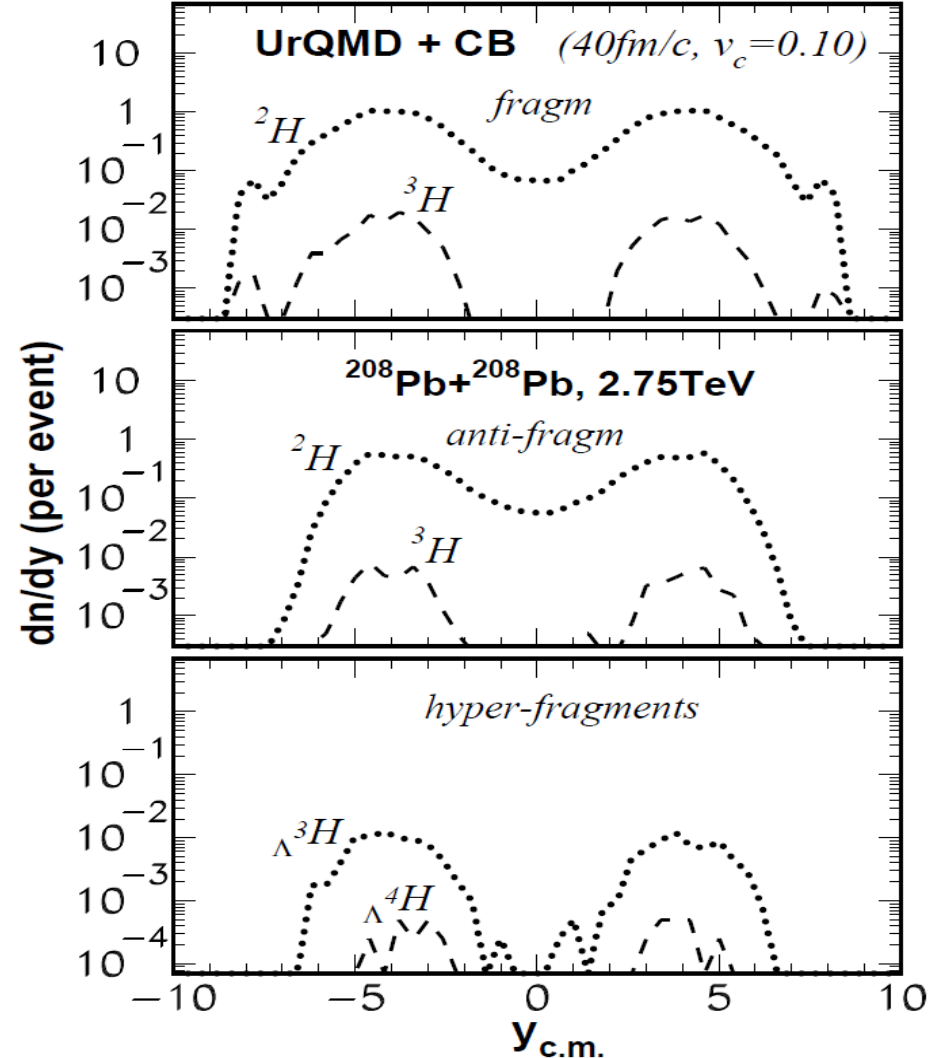 UrQMD + CB (40fm/c, v_c=0.10)
fragm
²H
³H
10
1
10⁻¹
10⁻²
10⁻³
²⁰⁸Pb+²⁰⁸Pb, 2.75TeV
anti-fragm
²H
³H
10
1
10⁻¹
10⁻²
10⁻³
hyper-fragments
Λ³H
Λ⁴H
1
10⁻¹
10⁻²
10⁻³
10⁻⁴
dn/dy (per event)
−10 −5 0 5 10
y_c.m.